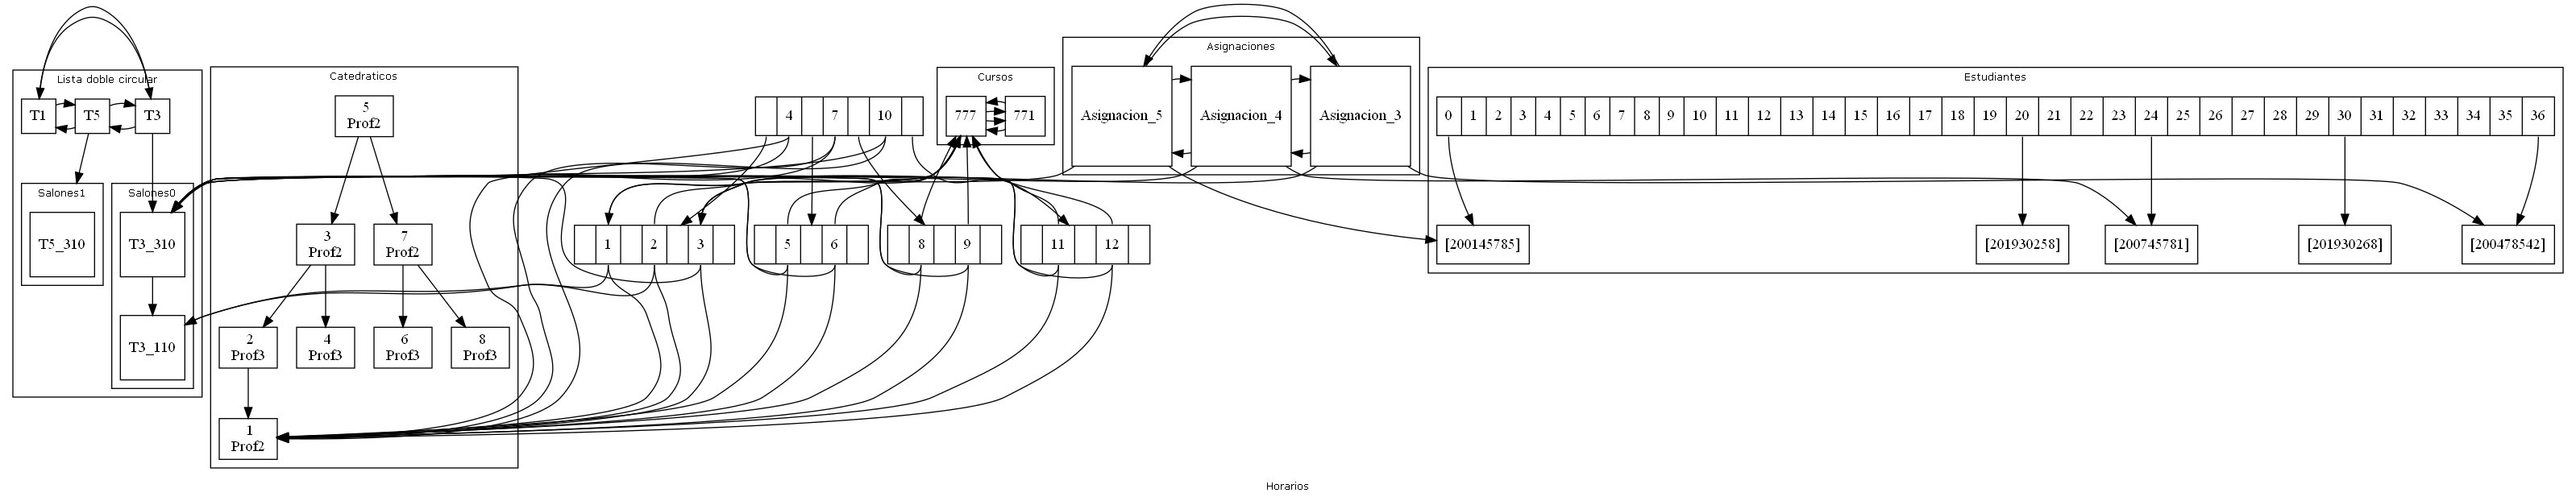 Asignaciones
Lista doble circular
Catedraticos
Cursos
Estudiantes
T1
T5
T3
5
Prof2
4
7
10
777
771
Asignacion_5
Asignacion_4
Asignacion_3
0 1 2 3 4 5 6 7 8 9 10 11 12 13 14 15 16 17 18 19 20 21 22 23 24 25 26 27 28 29 30 31 32 33 34 35 36
Salones1
Salones0
T5_310
T3_310
3
Prof2
7
Prof2
1
2
3
5
6
8
9
11
12
[200145785]
[201930258]
[200745781]
[201930268]
[200478542]
T3_110
2
Prof3
4
Prof3
6
Prof3
8
Prof3
1
Prof2
Horarios